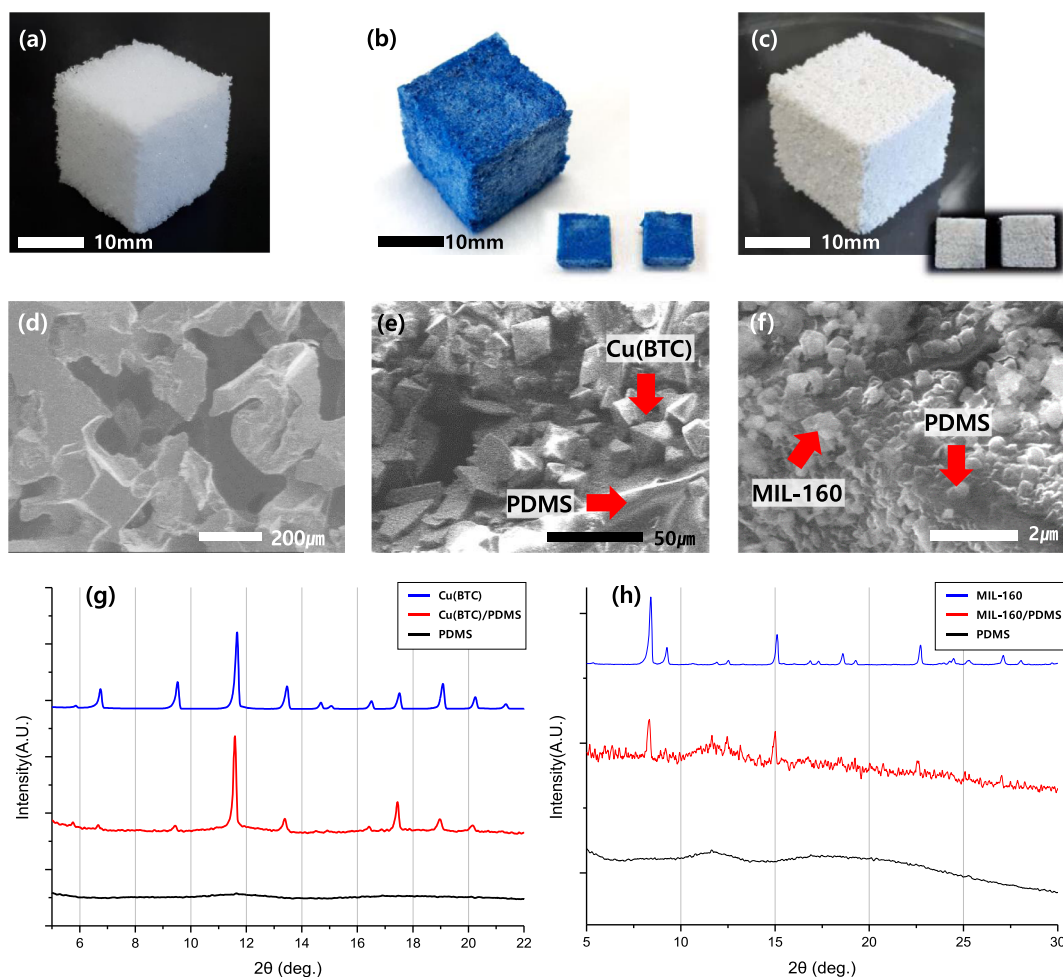 (a)
10mm
(b)
10mm
(c)
10mm
(d)
200㎛
(e)
Cu(BTC)
PDMS
50㎛
(f)
PDMS
MIL-160
2㎛
(g)
Cu(BTC)
Cu(BTC)/PDMS
PDMS
Intensity(A.U.)
6 8 10 12 14 16 18 20 22
2θ (deg.)
(h)
MIL-160
MIL-160/PDMS
PDMS
Intensity(A.U.)
5 10 15 20 25 30
2θ (deg.)